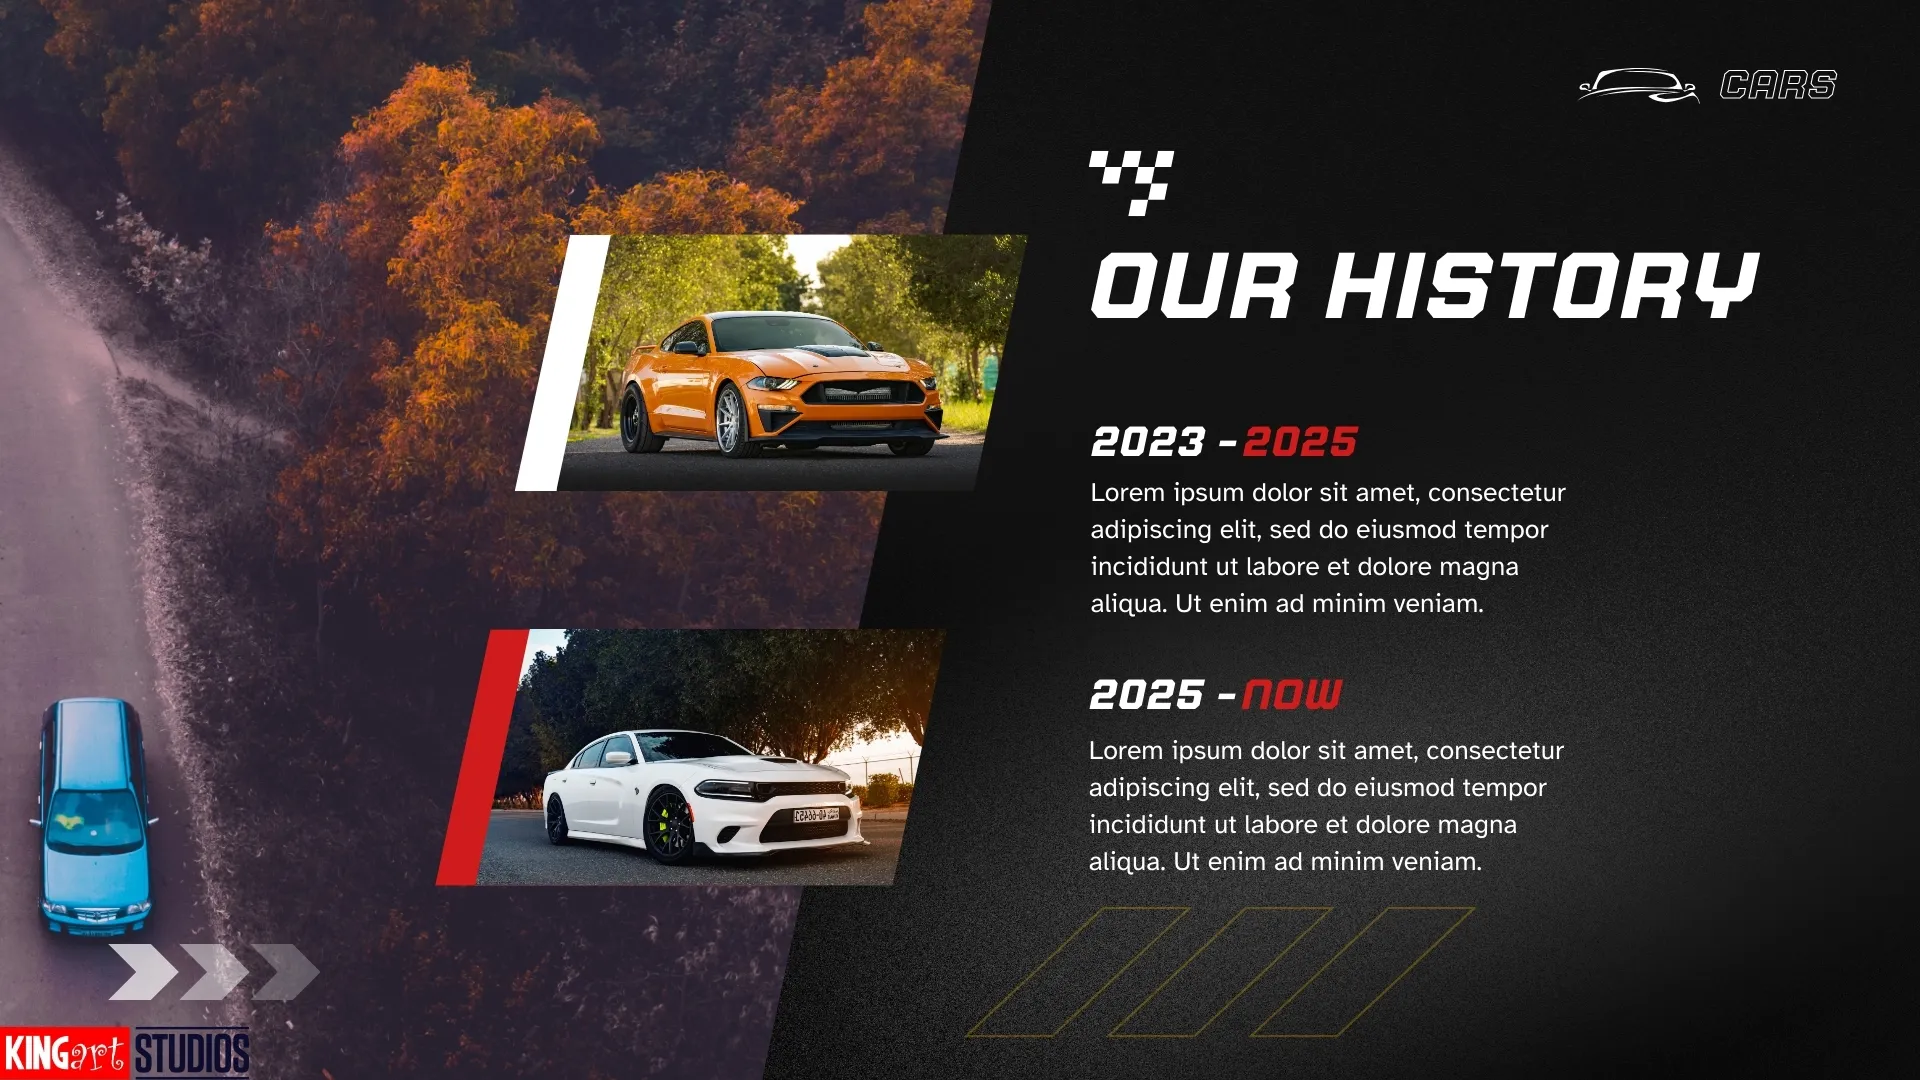 CARS
OUR HISTORY
2023 - 2025
Lorem ipsum dolor sit amet, consectetur
adipiscing elit, sed do eiusmod tempor
incididunt ut labore et dolore magna
aliqua. Ut enim ad minim veniam.
2025 - NOW
Lorem ipsum dolor sit amet, consectetur
adipiscing elit, sed do eiusmod tempor
incididunt ut labore et dolore magna
aliqua. Ut enim ad minim veniam.
KINGart STUDIOS